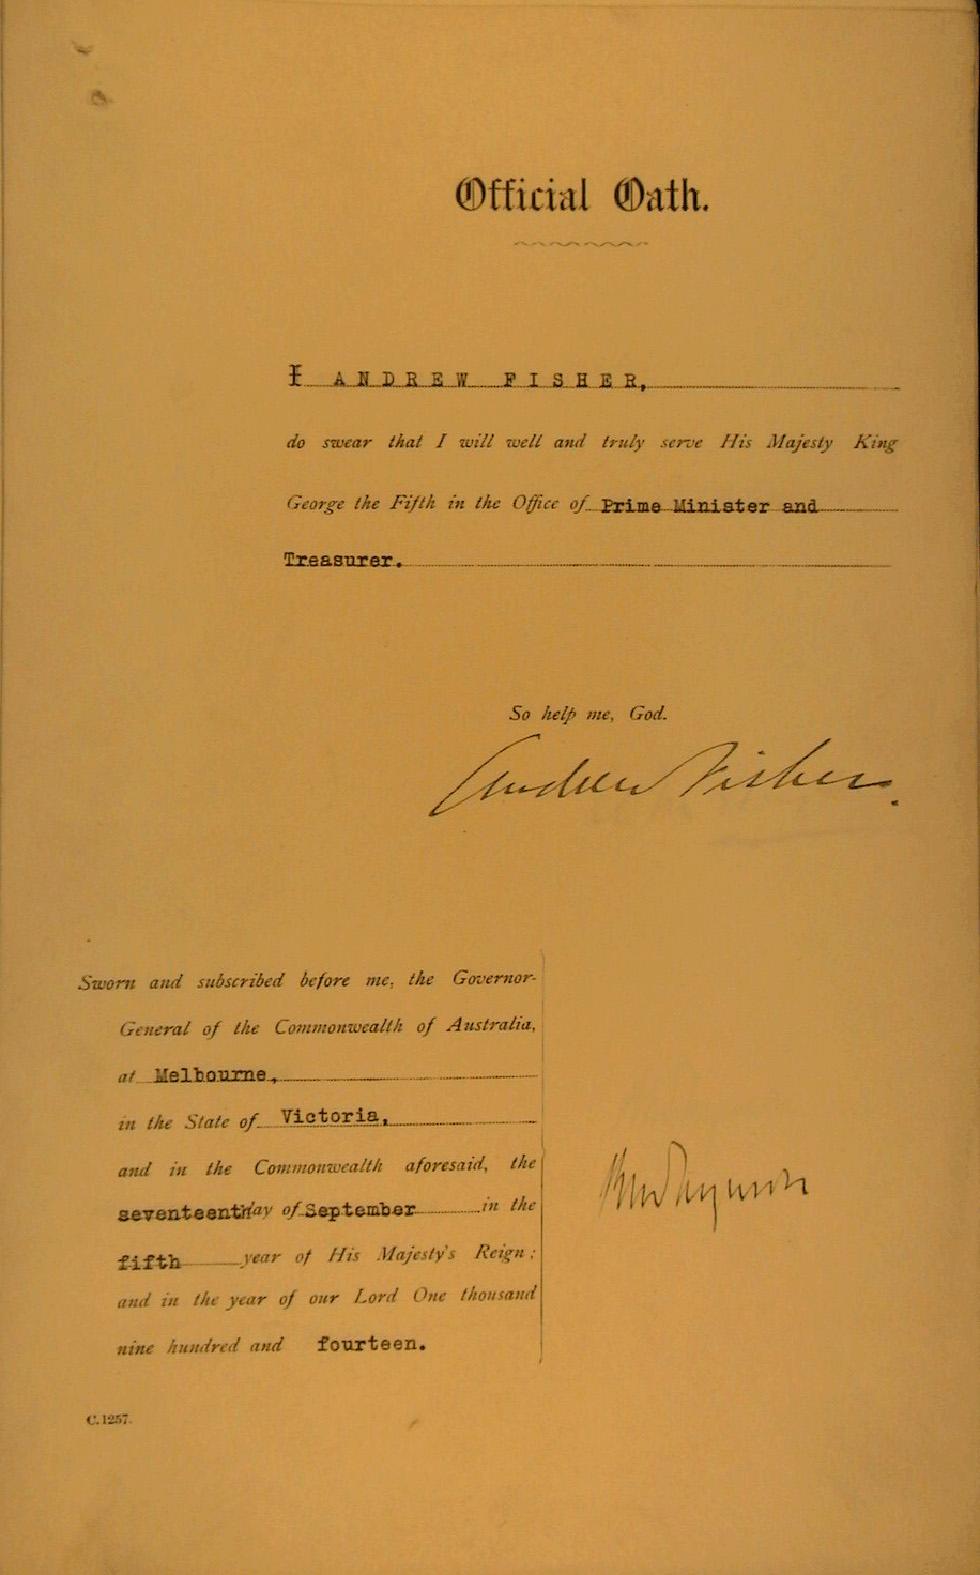 Official Oath.
I ANDREW FISHER,
do swear that I will well and truly serve His Majesty King
George the Fifth in the Office of Prime Minister and
Treasurer.
So help me, God.
Andrew Fisher.
Sworn and subscribed before me, the Governor-
General of the Commonwealth of Australia,
at Melbourne,
in the State of Victoria,
and in the Commonwealth aforesaid, the
seventeenth day of September in the
fifth year of His Majesty's Reign;
and in the year of our Lord One thousand
nine hundred and fourteen.
C.1257.